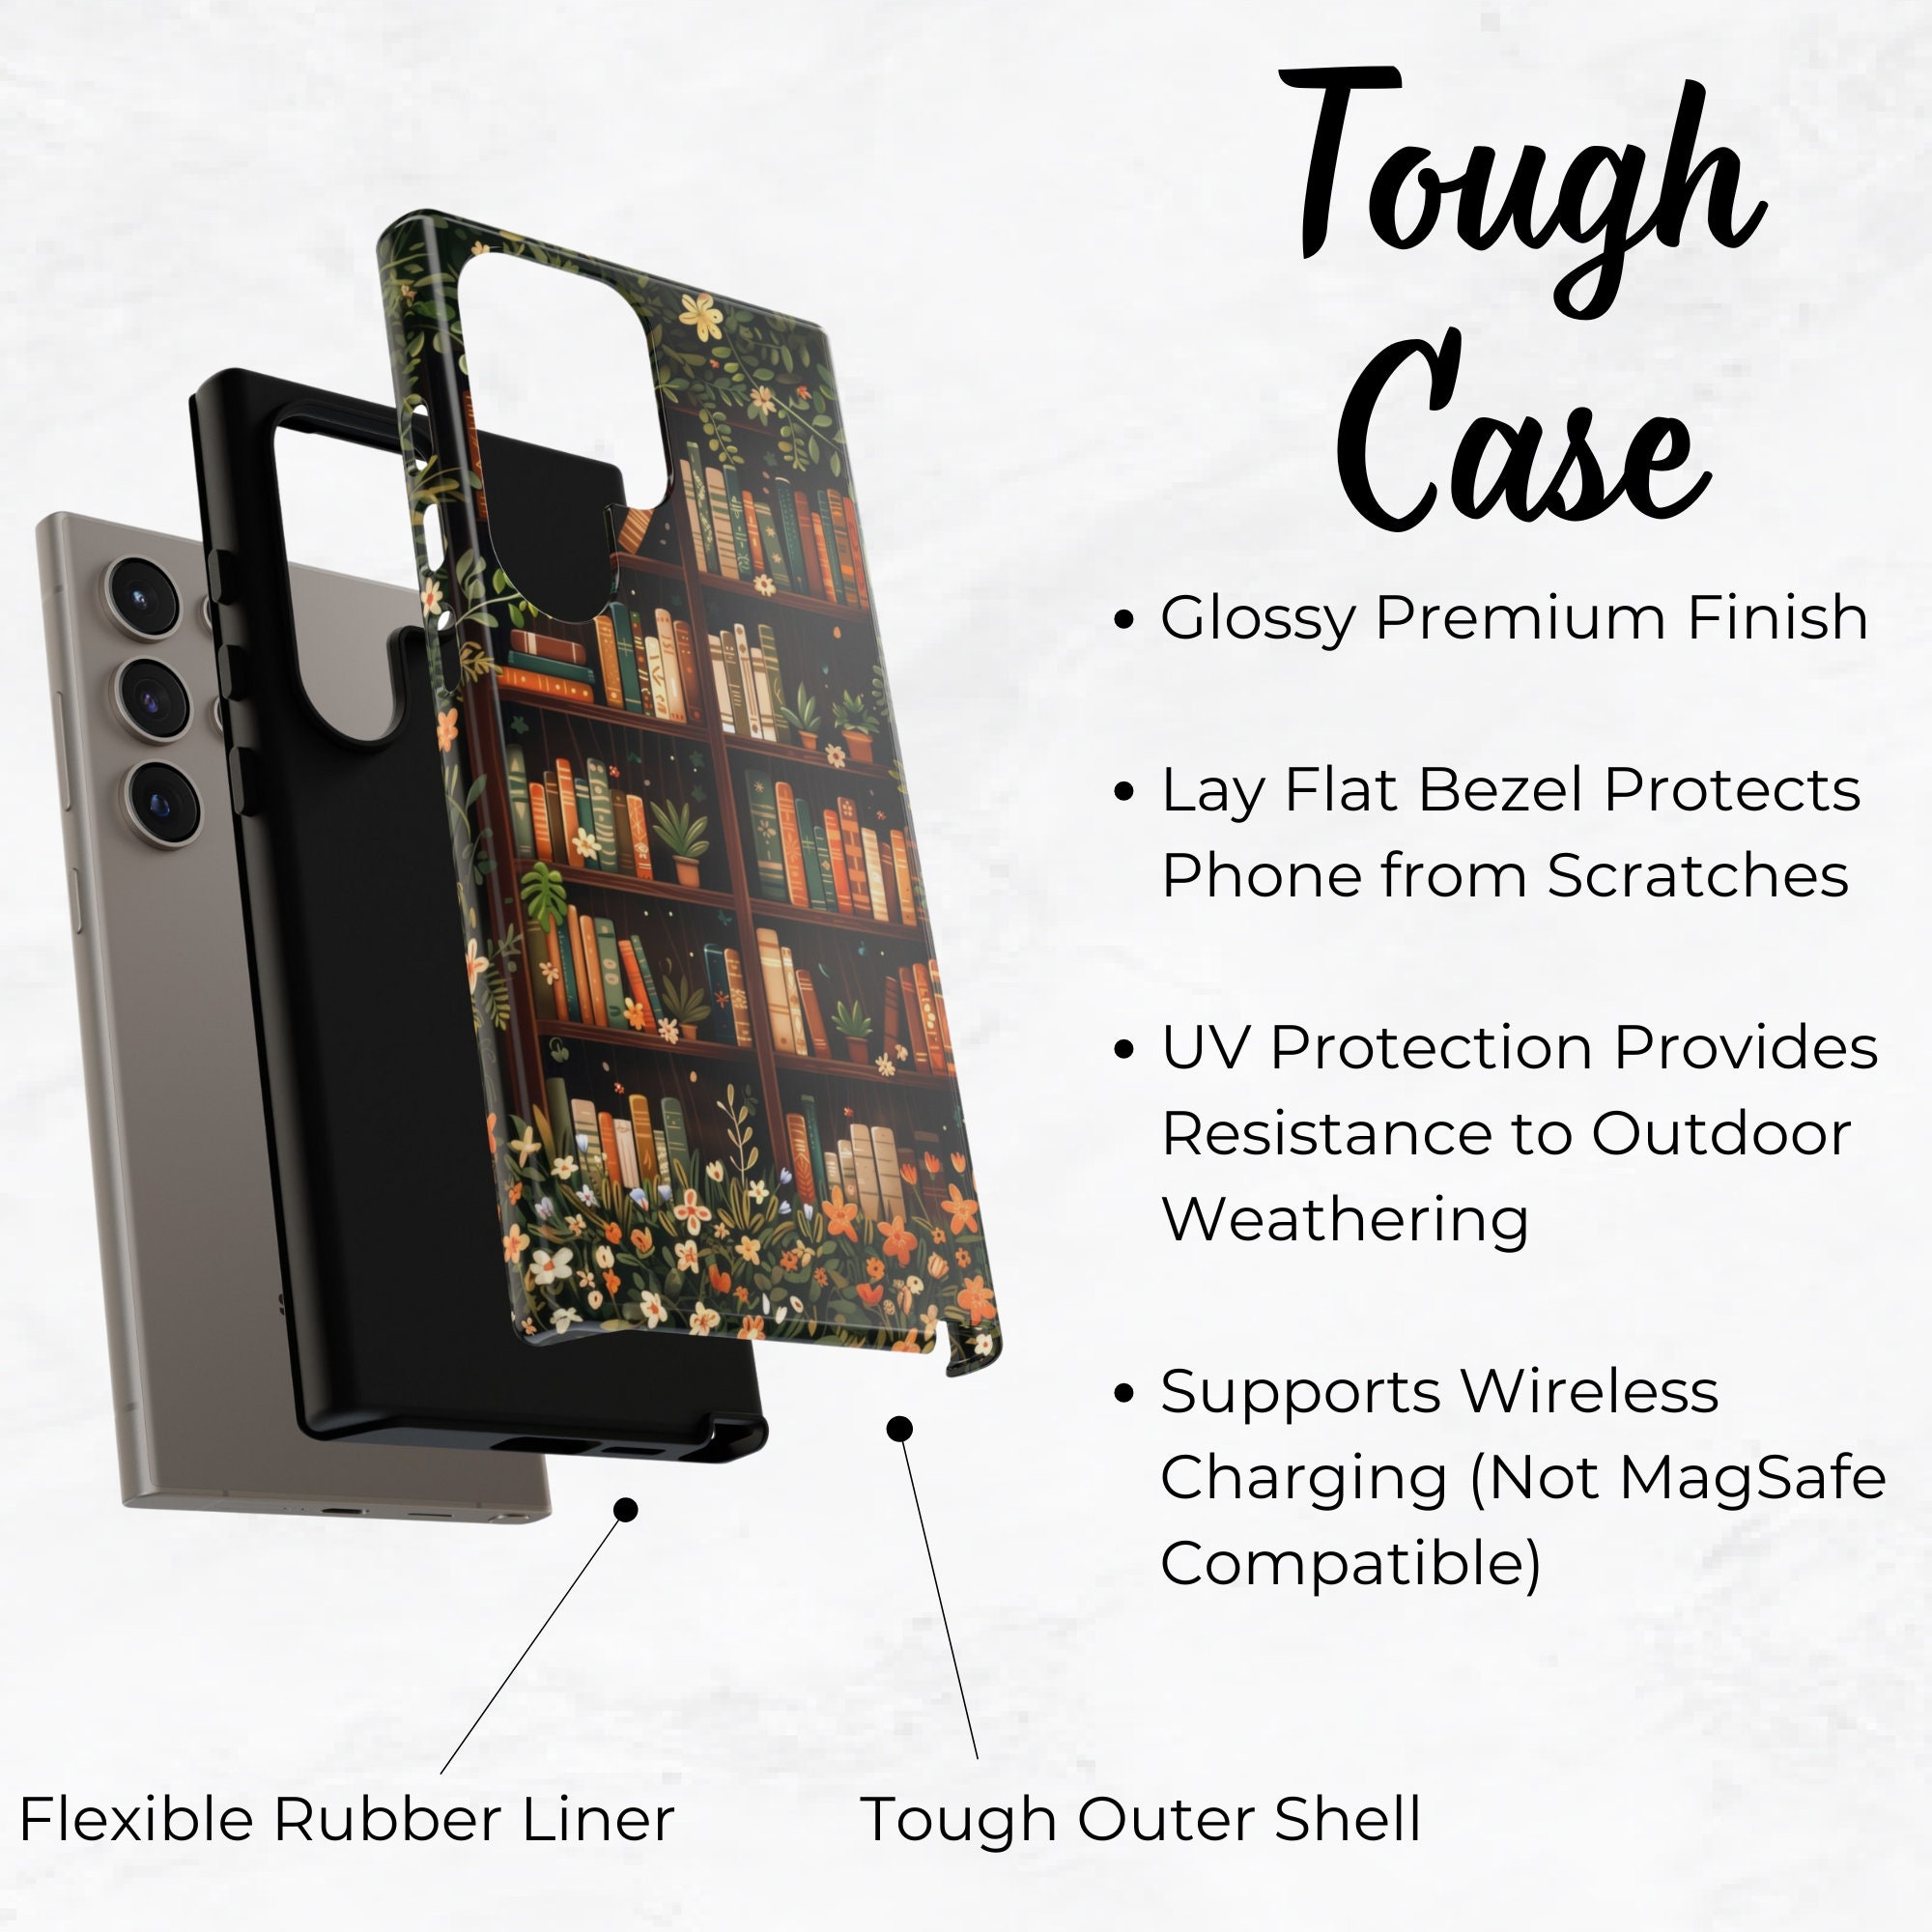 Tough
Case
• Glossy Premium Finish
• Lay Flat Bezel Protects
Phone from Scratches
• UV Protection Provides
Resistance to Outdoor
Weathering
• Supports Wireless
Charging (Not MagSafe
Compatible)
Flexible Rubber Liner
Tough Outer Shell